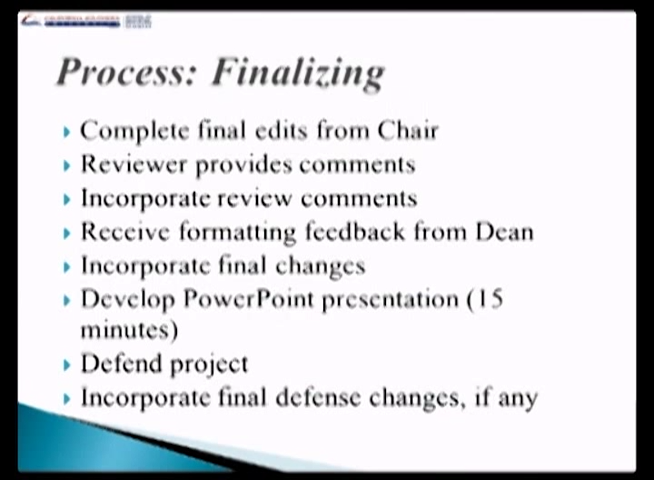 Process: Finalizing
Complete final edits from Chair
Reviewer provides comments
Incorporate review comments
Receive formatting feedback from Dean
Incorporate final changes
Develop PowerPoint presentation (15
minutes)
Defend project
Incorporate final defense changes, if any